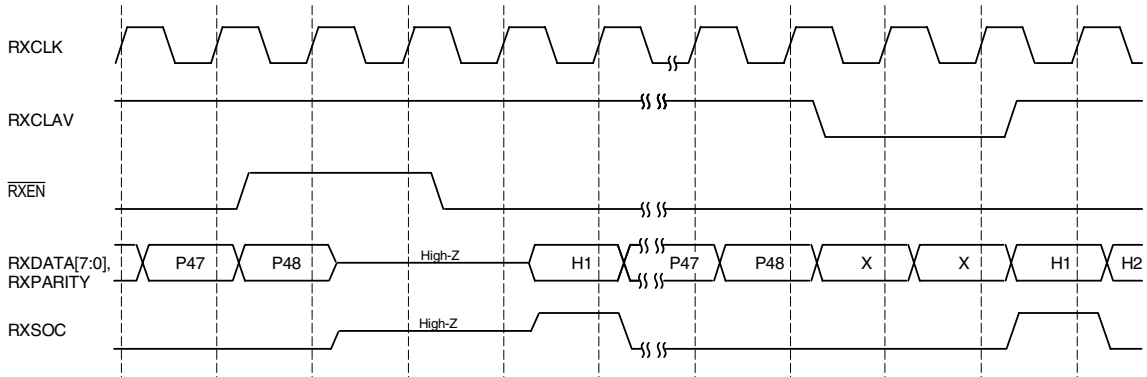 RXCLK
RXCLAV
RXEN
RXDATA[7:0], P47 P48 High-Z H1 P47 P48 X X H1 H2
RXPARITY
RXSOC High-Z